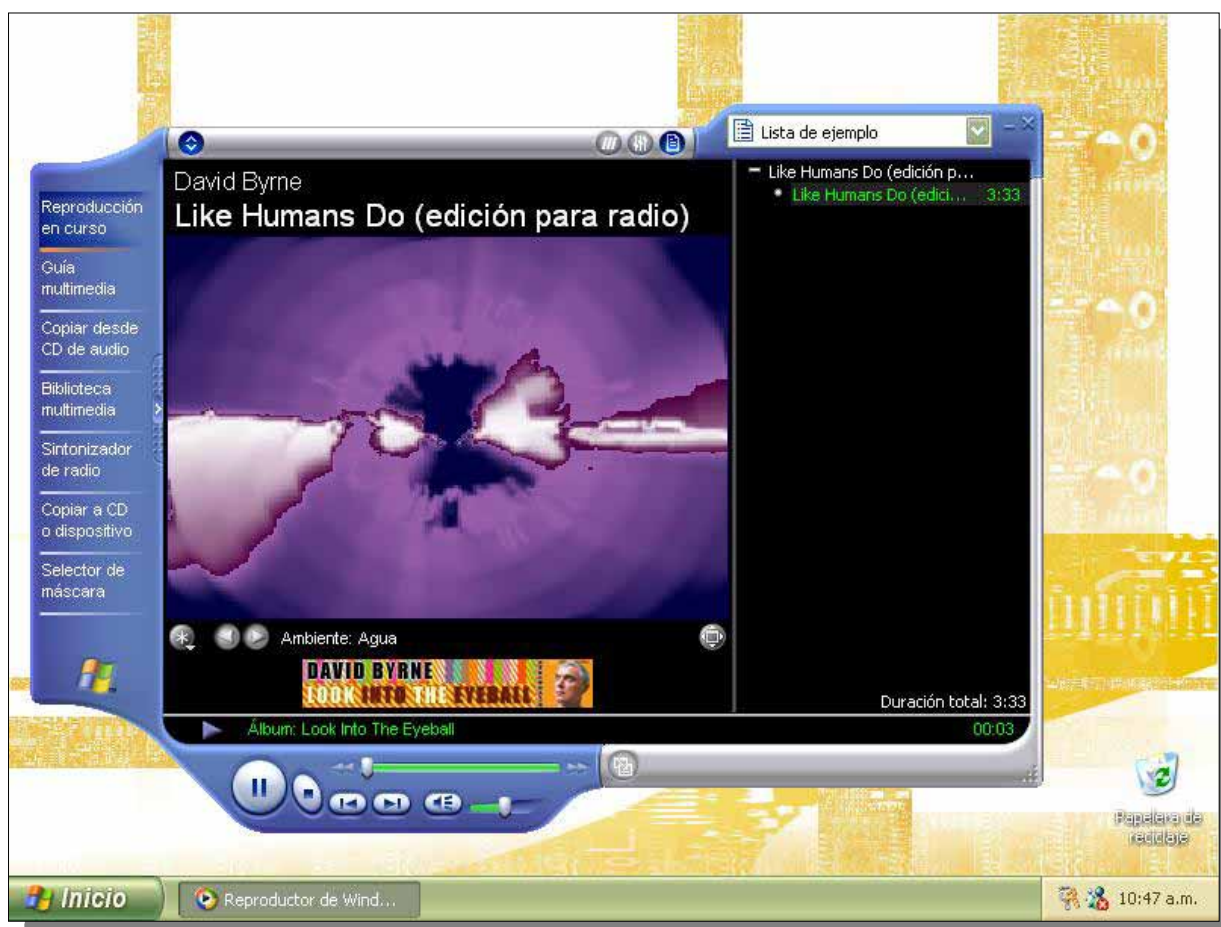 Lista de ejemplo
David Byrne
Like Humans Do (edición para radio)
Like Humans Do (edición p...
Like Humans Do (edici... 3:33
Reproducción
en curso
Guía
multimedia
Copiar desde
CD de audio
Biblioteca
multimedia
Sintonizador
de radio
Copiar a CD
o dispositivo
Selector de
máscara
Ambiente: Agua
DAVID BYRNE
LOOK INTO THE EYEBALL
Duración total: 3:33
Álbum: Look Into The Eyeball 00:03
Papelera de
reciclaje
Inicio
Reproductor de Wind...
10:47 a.m.